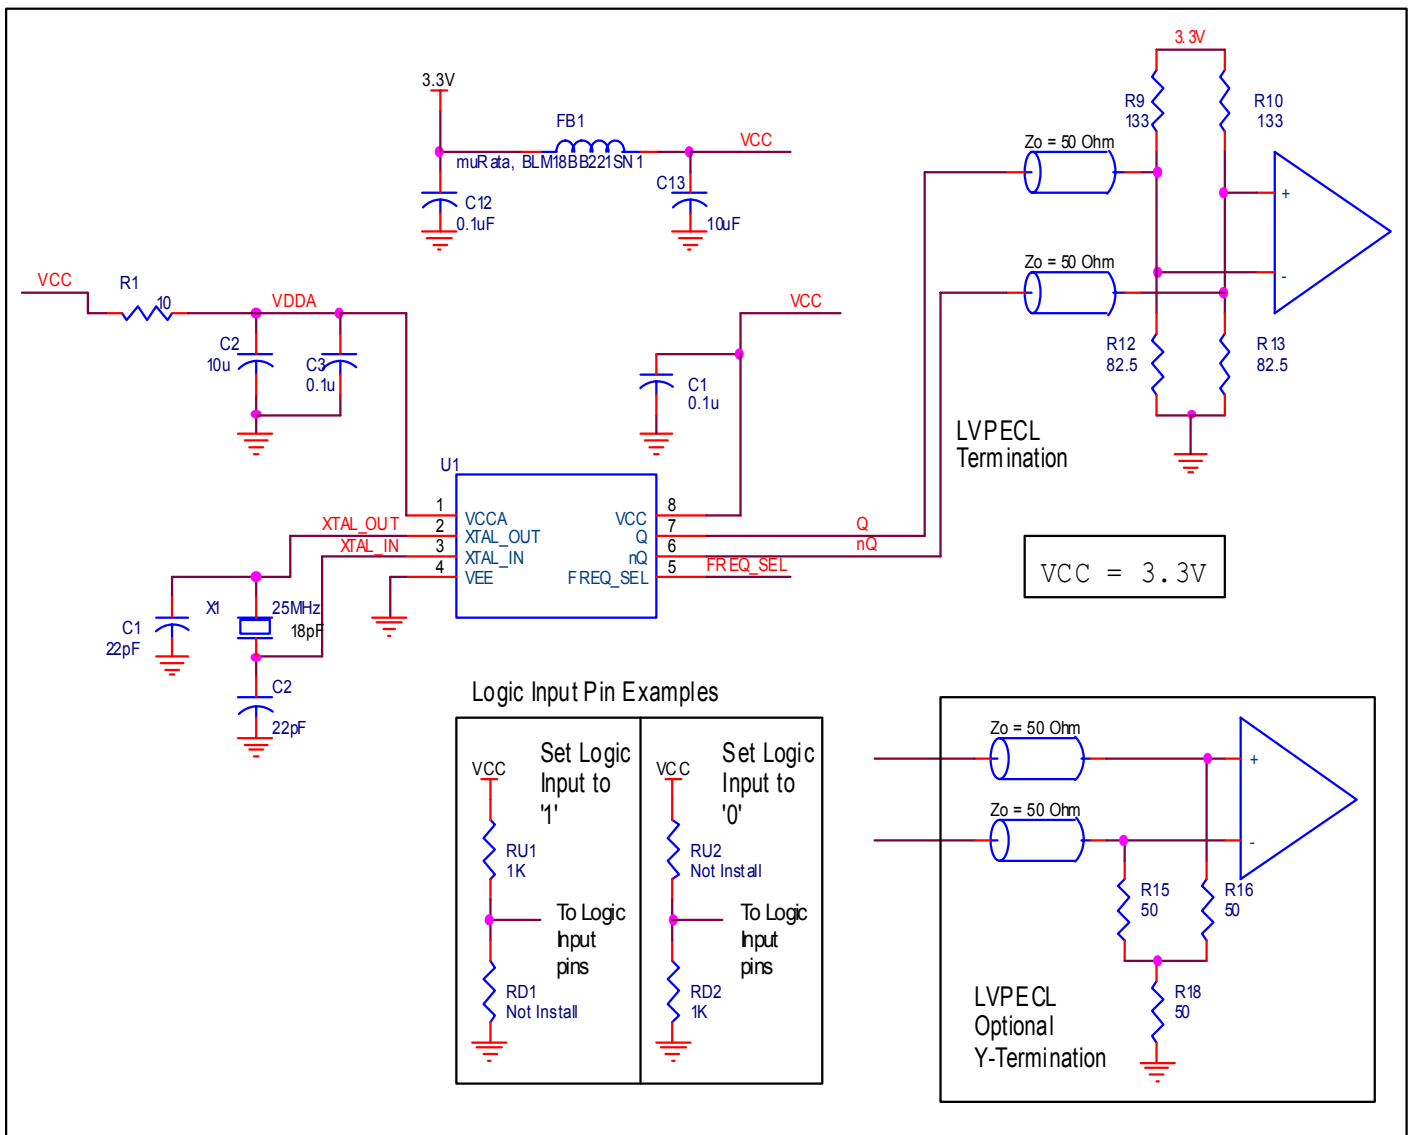 3.3V
FB1
VCC
muRata, BLM18BB221SN1
C12
0.1uF
C13
10uF
3.3V
R9
133
R10
133
Zo = 50 Ohm
+
Zo = 50 Ohm
-
R12
82.5
R13
82.5
LVPECL
Termination
VCC
R1
10
VDDA
C2
10u
C3
0.1u
VCC
C1
0.1u
U1
1
VCCA
2
XTAL_OUT
3
XTAL_IN
4
VEE
8
VCC
7
Q
6
nQ
5
FREQ_SEL
XTAL_OUT
XTAL_IN
Q
nQ
FREQ_SEL
VCC = 3.3V
X1
25MHz
18pF
C1
22pF
C2
22pF
Logic Input Pin Examples
Set Logic
Input to
'1'
VCC
RU1
1K
To Logic
Input
pins
RD1
Not Install
Set Logic
Input to
'0'
VCC
RU2
Not Install
To Logic
Input
pins
RD2
1K
Zo = 50 Ohm
+
Zo = 50 Ohm
-
R15
50
R16
50
R18
50
LVPECL
Optional
Y-Termination